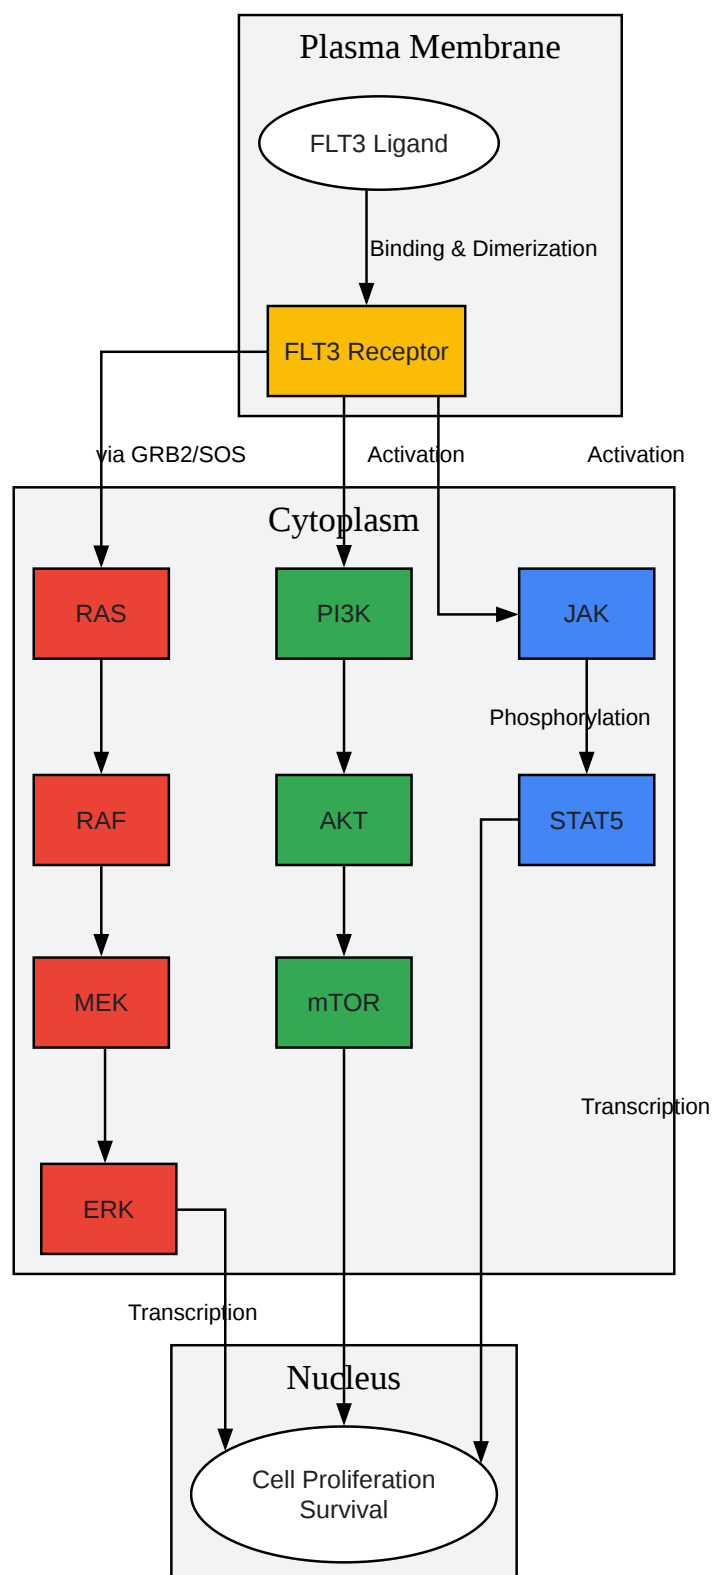 Plasma Membrane
FLT3 Ligand
Binding & Dimerization
FLT3 Receptor
via GRB2/SOS
Activation
Activation
Cytoplasm
RAS
PI3K
JAK
Phosphorylation
RAF
AKT
STAT5
MEK
mTOR
Transcription
ERK
Transcription
Nucleus
Cell Proliferation
Survival